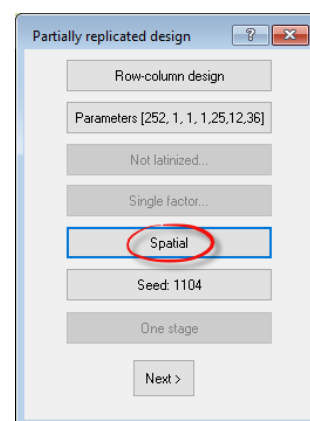 Partially replicated design
Row-column design
Parameters [252, 1, 1, 1,25,12,36]
Not latinized...
Single factor...
Spatial
Seed: 1104
One stage
Next >